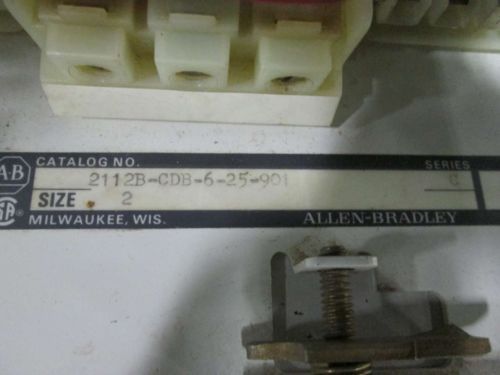 AB
CATALOG NO.
SERIES
2112B-CDB-6-25-901
C
SIZE 2
MILWAUKEE, WIS.
ALLEN-BRADLEY